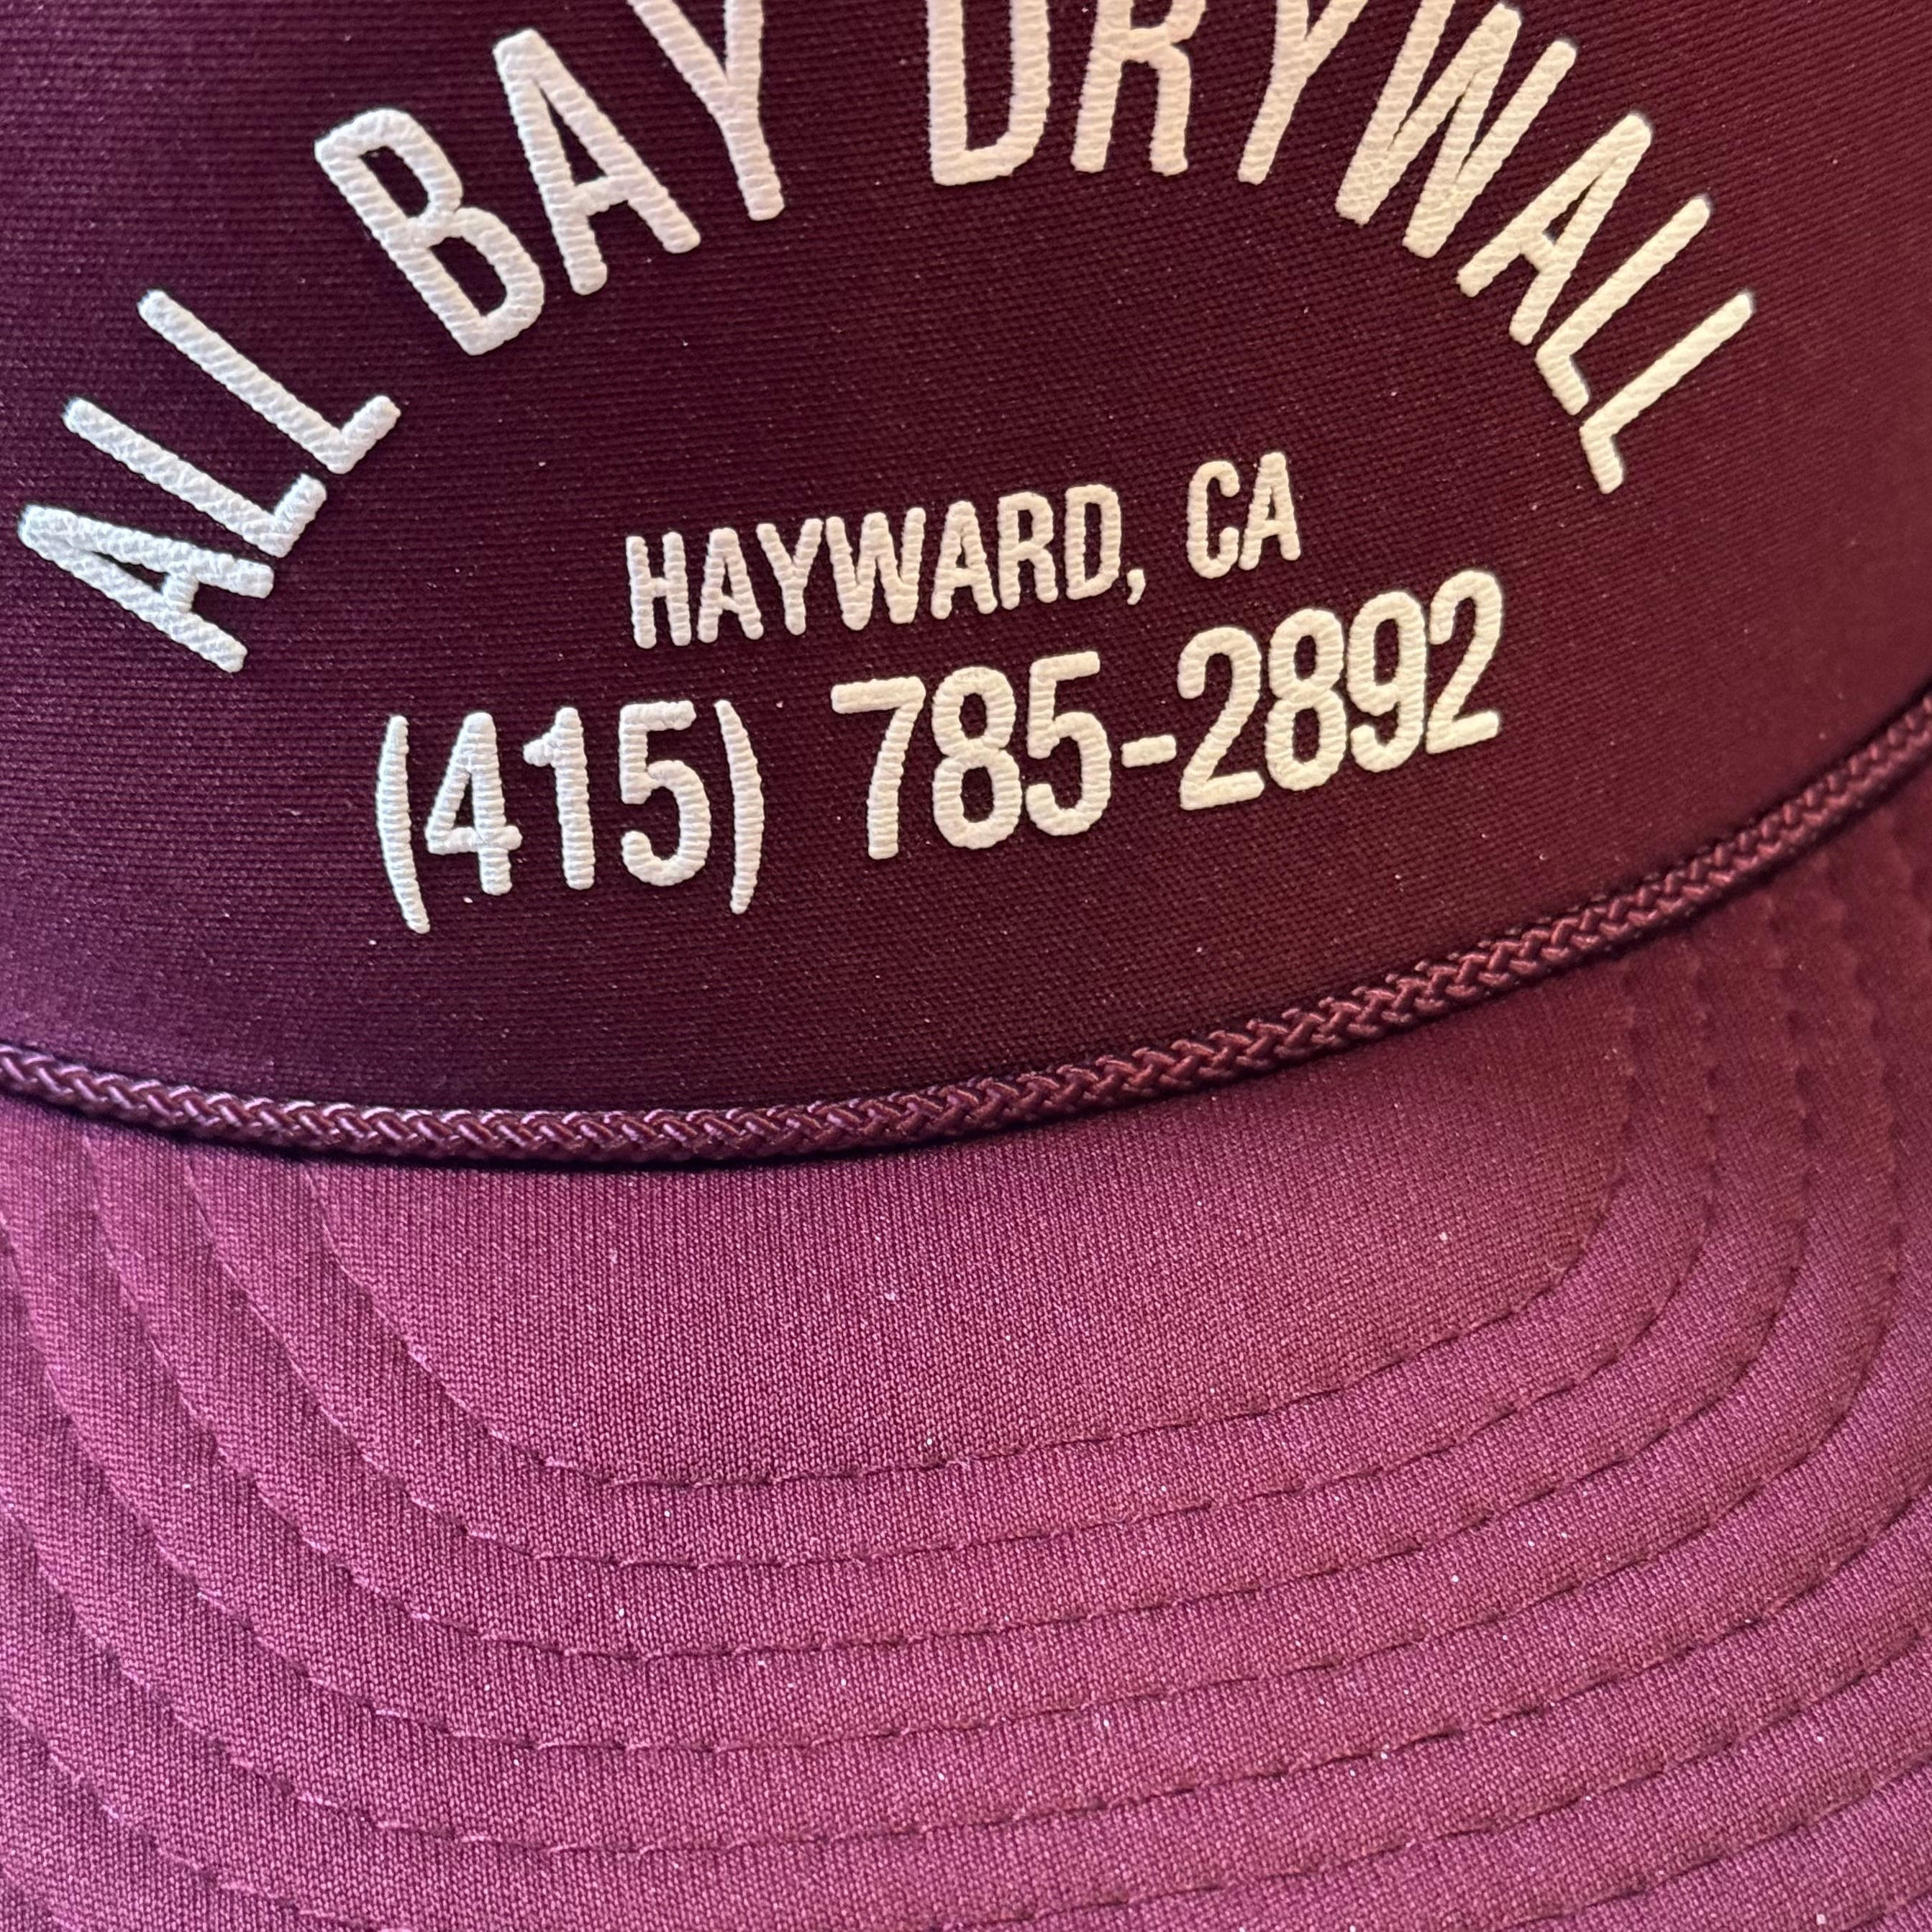 ALL BAY DRYWALL
HAYWARD, CA
(415) 785-2892